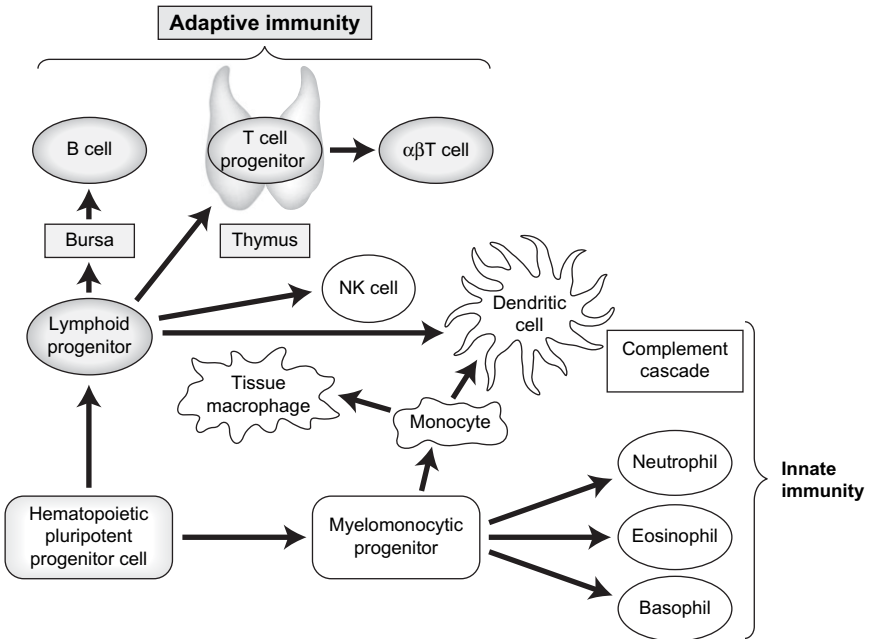 Adaptive immunity
B cell
T cell
progenitor
αβT cell
Bursa
Thymus
NK cell
Dendritic
cell
Lymphoid
progenitor
Complement
cascade
Tissue
macrophage
Monocyte
Neutrophil
Innate
immunity
Hematopoietic
pluripotent
progenitor cell
Myelomonocytic
progenitor
Eosinophil
Basophil